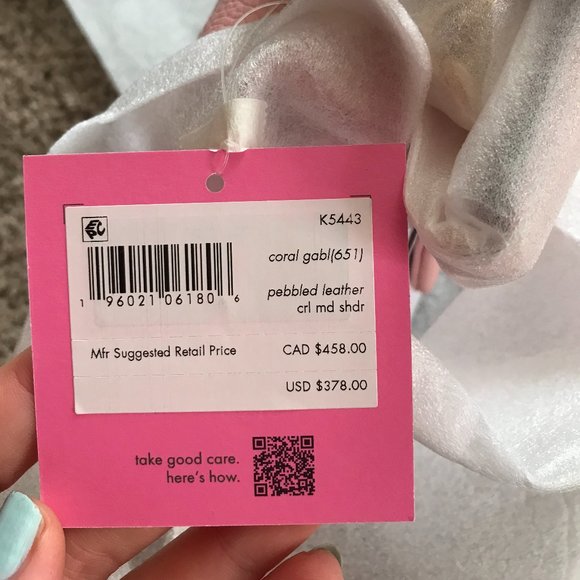 K5443
coral gabl(651)
1 96021 06180 6
pebbled leather
crl md shdr
Mfr Suggested Retail Price CAD $458.00
USD $378.00
take good care.
here's how.